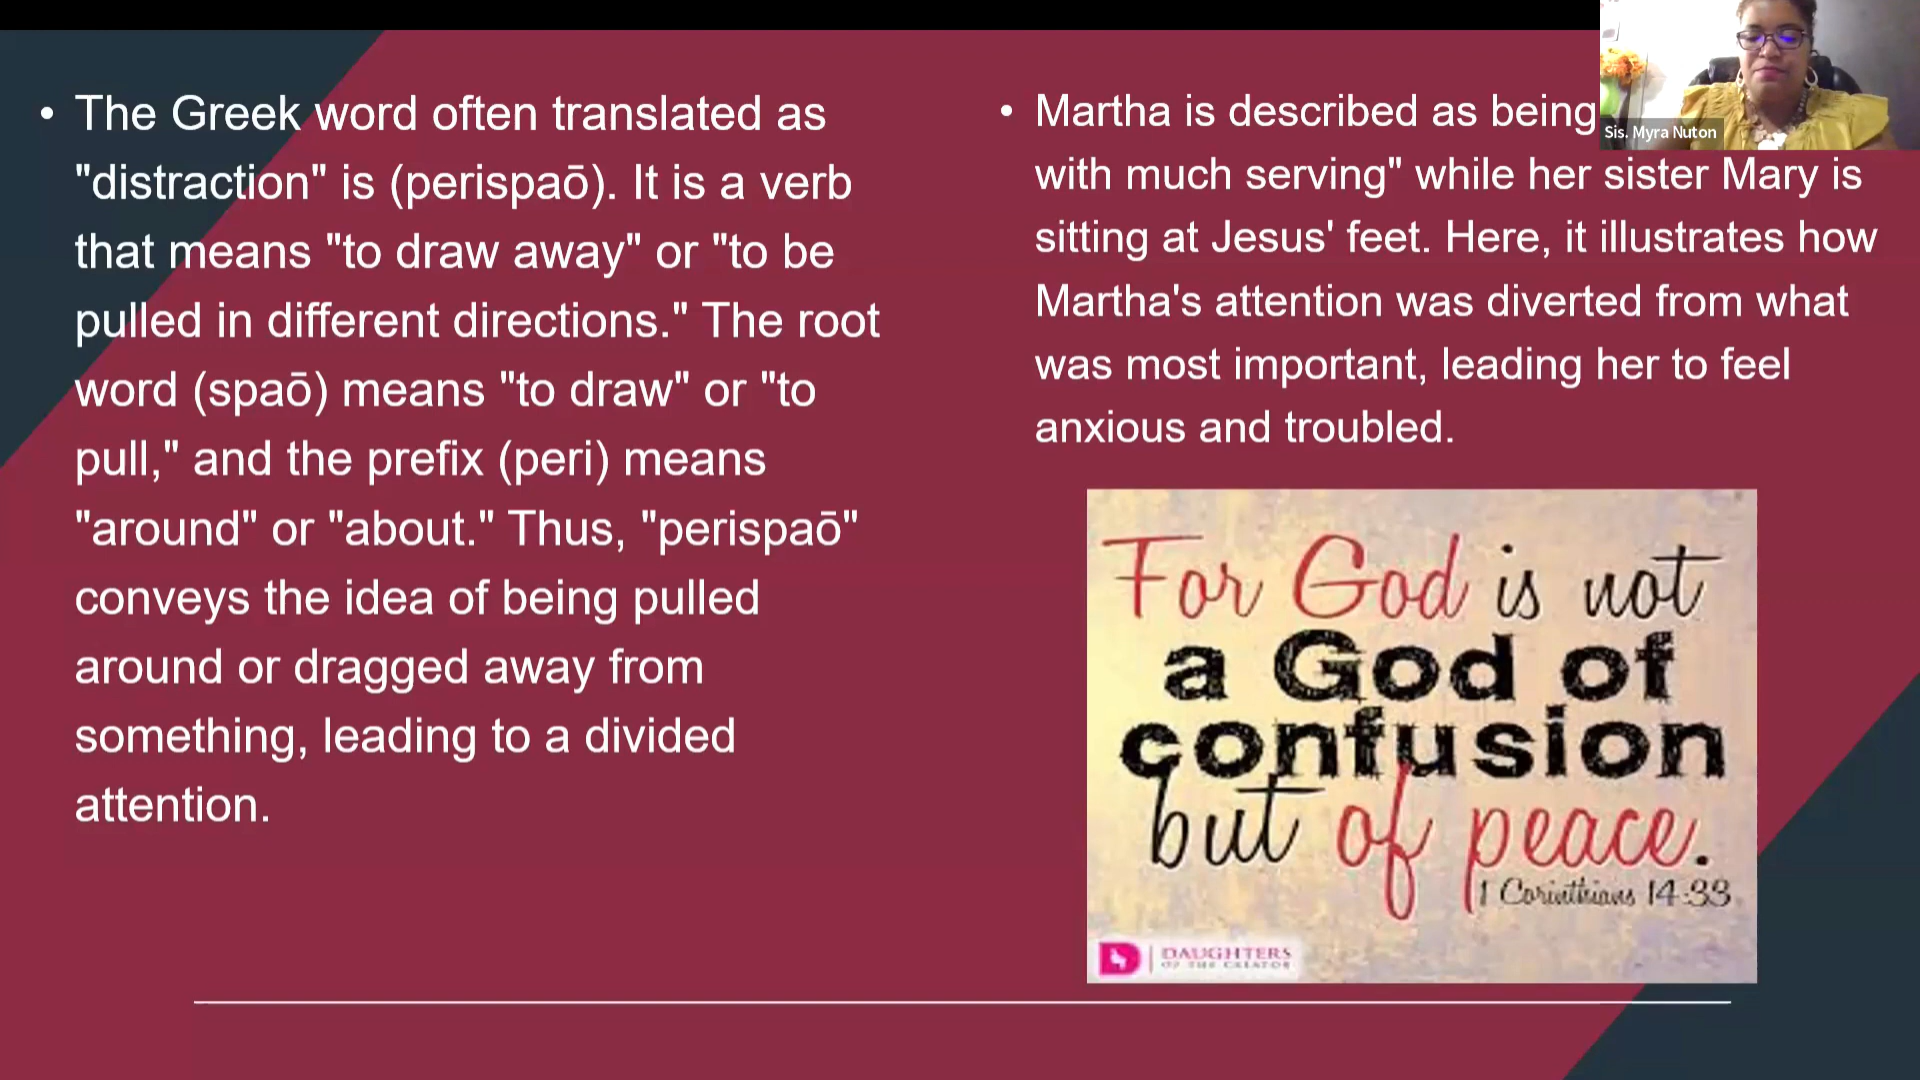 • The Greek word often translated as
"distraction" is (perispaō). It is a verb
that means "to draw away" or "to be
pulled in different directions." The root
word (spaō) means "to draw" or "to
pull," and the prefix (peri) means
"around" or "about." Thus, "perispaō"
conveys the idea of being pulled
around or dragged away from
something, leading to a divided
attention.
• Martha is described as being
with much serving" while her sister Mary is
sitting at Jesus' feet. Here, it illustrates how
Martha's attention was diverted from what
was most important, leading her to feel
anxious and troubled.
Sis. Myra Nuton
For God is not
a God of
confusion
but of peace.
1 Corinthians 14:33
D | DAUGHTERS
OF THE CREATOR